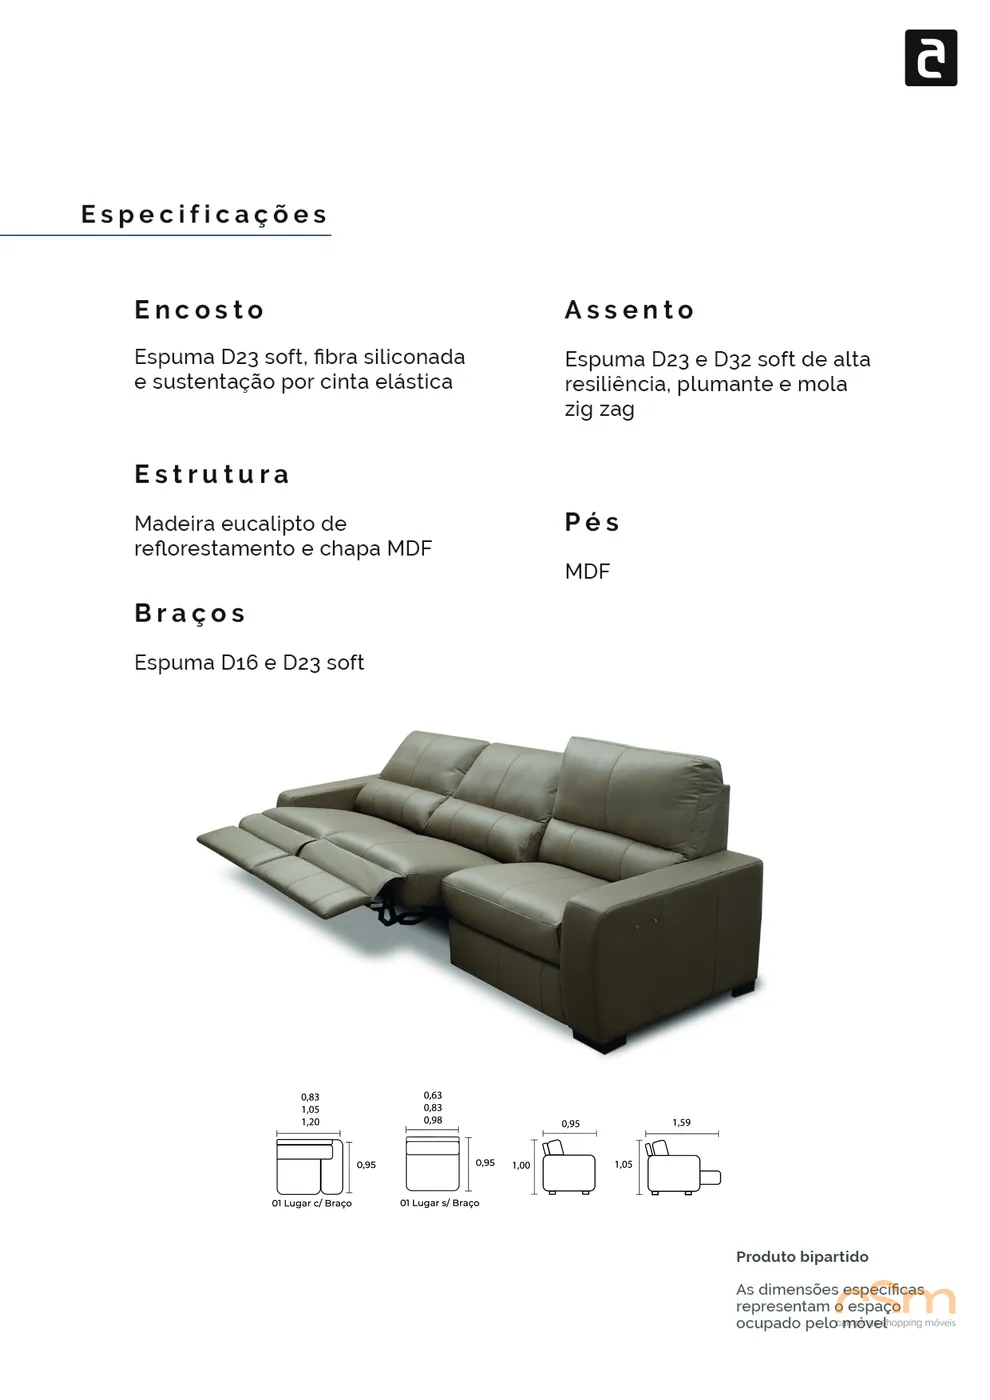 Especificações
Encosto
Espuma D23 soft, fibra siliconada
e sustentação por cinta elástica
Assento
Espuma D23 e D32 soft de alta
resiliência, plumante e mola
zig zag
Estrutura
Madeira eucalipto de
reflorestamento e chapa MDF
Pés
MDF
Braços
Espuma D16 e D23 soft
0,83
1,05
1,20
0,95
01 Lugar c/ Braço
0,63
0,83
0,98
0,95
01 Lugar s/ Braço
0,95
1,00
1,59
1,05
Produto bipartido
As dimensões específicas
representam o espaço
ocupado pelo móvel
csm
shopping móveis